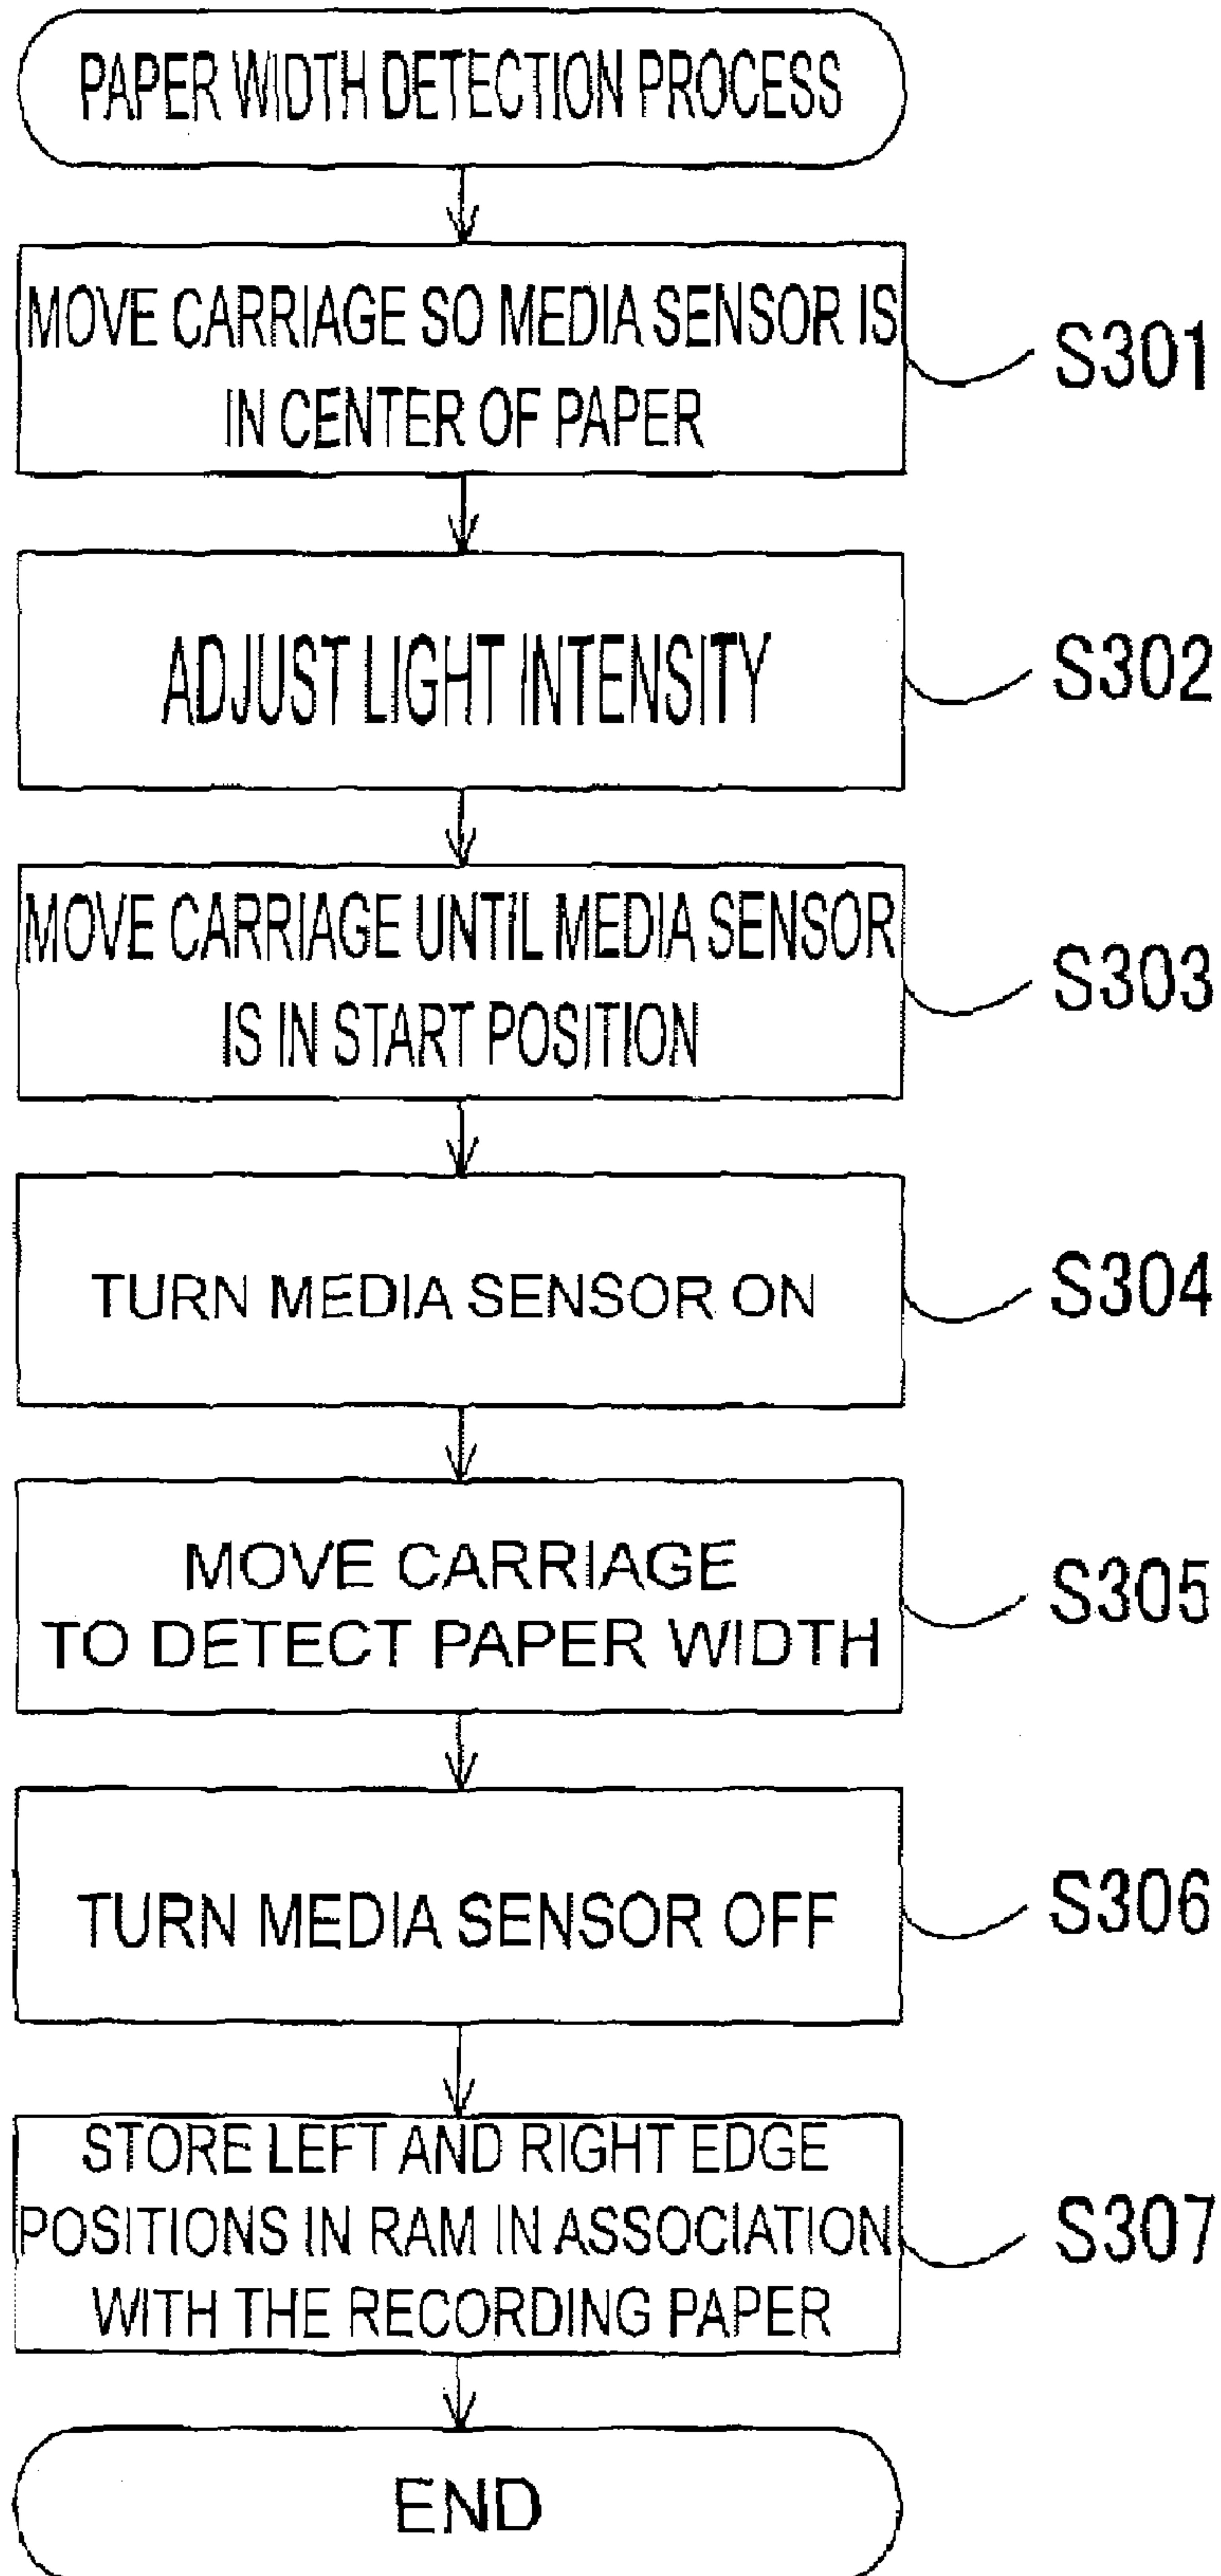 PAPER WIDTH DETECTION PROCESS
MOVE CARRIAGE SO MEDIA SENSOR IS
IN CENTER OF PAPER
S301
ADJUST LIGHT INTENSITY
S302
MOVE CARRIAGE UNTIL MEDIA SENSOR
IS IN START POSITION
S303
TURN MEDIA SENSOR ON
S304
MOVE CARRIAGE
TO DETECT PAPER WIDTH
S305
TURN MEDIA SENSOR OFF
S306
STORE LEFT AND RIGHT EDGE
POSITIONS IN RAM IN ASSOCIATION
WITH THE RECORDING PAPER
S307
END